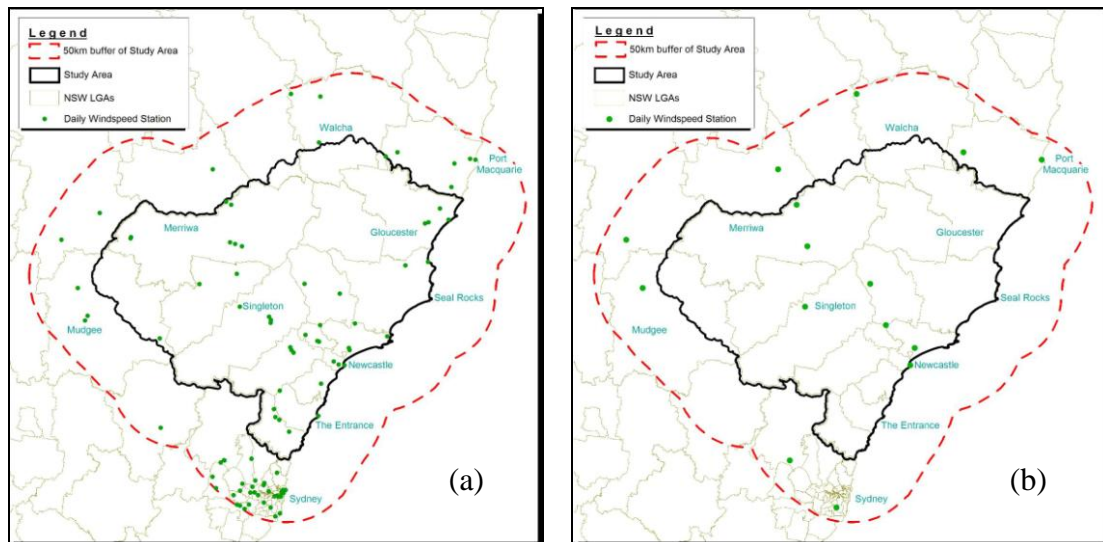 Legend
50km buffer of Study Area
Study Area
NSW LGAs
Daily Windspeed Station
Walcha
Port
Macquarie
Merriwa
Gloucester
Seal Rocks
Singleton
Mudgee
Newcastle
The Entrance
Sydney
(a)
Legend
50km buffer of Study Area
Study Area
NSW LGAs
Daily Windspeed Station
Walcha
Port
Macquarie
Merriwa
Gloucester
Seal Rocks
Singleton
Mudgee
Newcastle
The Entrance
Sydney
(b)